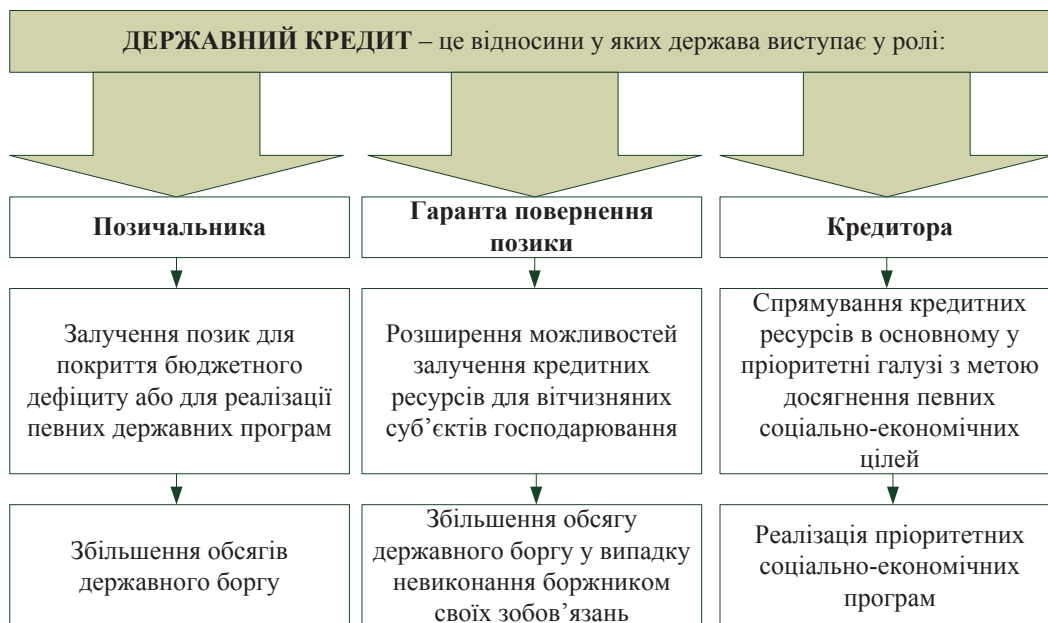 ДЕРЖАВНИЙ КРЕДИТ – це відносини у яких держава виступає у ролі:
Позичальника
Залучення позик для
покриття бюджетного
дефіциту або для реалізації
певних державних програм
Збільшення обсягів
державного боргу
Гаранта повернення
позики
Розширення можливостей
залучення кредитних
ресурсів для вітчизняних
суб’єктів господарювання
Збільшення обсягу
державного боргу у випадку
невиконання боржником
своїх зобов’язань
Кредитора
Спрямування кредитних
ресурсів в основному у
пріоритетні галузі з метою
досягнення певних
соціально-економічних
цілей
Реалізація пріоритетних
соціально-економічних
програм